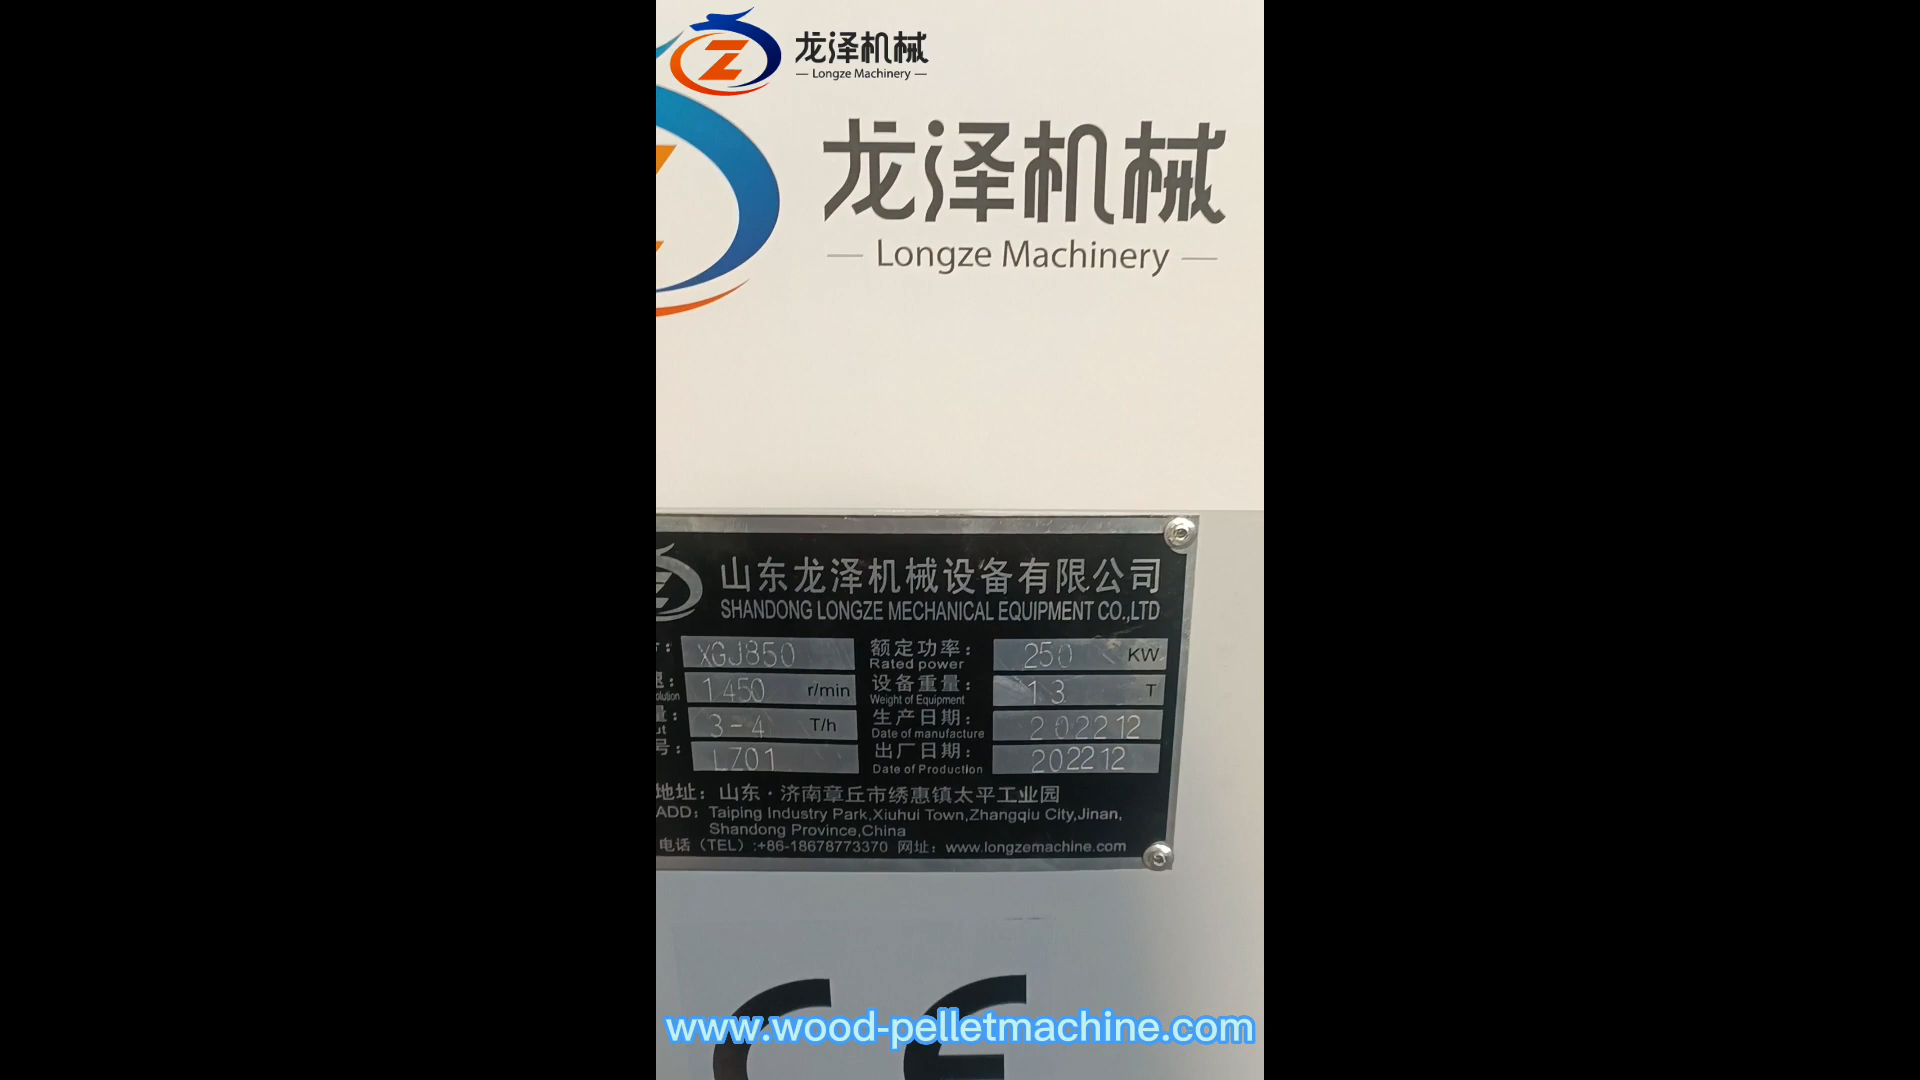 龙泽机械
— Longze Machinery —
龙泽机械
— Longze Machinery —
山东龙泽机械设备有限公司
SHANDONG LONGZE MECHANICAL EQUIPMENT CO.,LTD
: XGJ850 额定功率: 250 KW
Rated power
速: 1450 r/min 设备重量: 13 T
Weight of Equipment
量: 3-4 T/h 生产日期: 202212
Date of manufacture
号: LZ01 出厂日期: 202212
Date of Production
地址: 山东·济南章丘市绣惠镇太平工业园
ADD: Taiping Industry Park,Xiuhui Town,Zhangqiu City,Jinan,
Shandong Province,China
电话 (TEL) :+86-18678773370 网址: www.longzemachine.com
CE
www.wood-pelletmachine.com